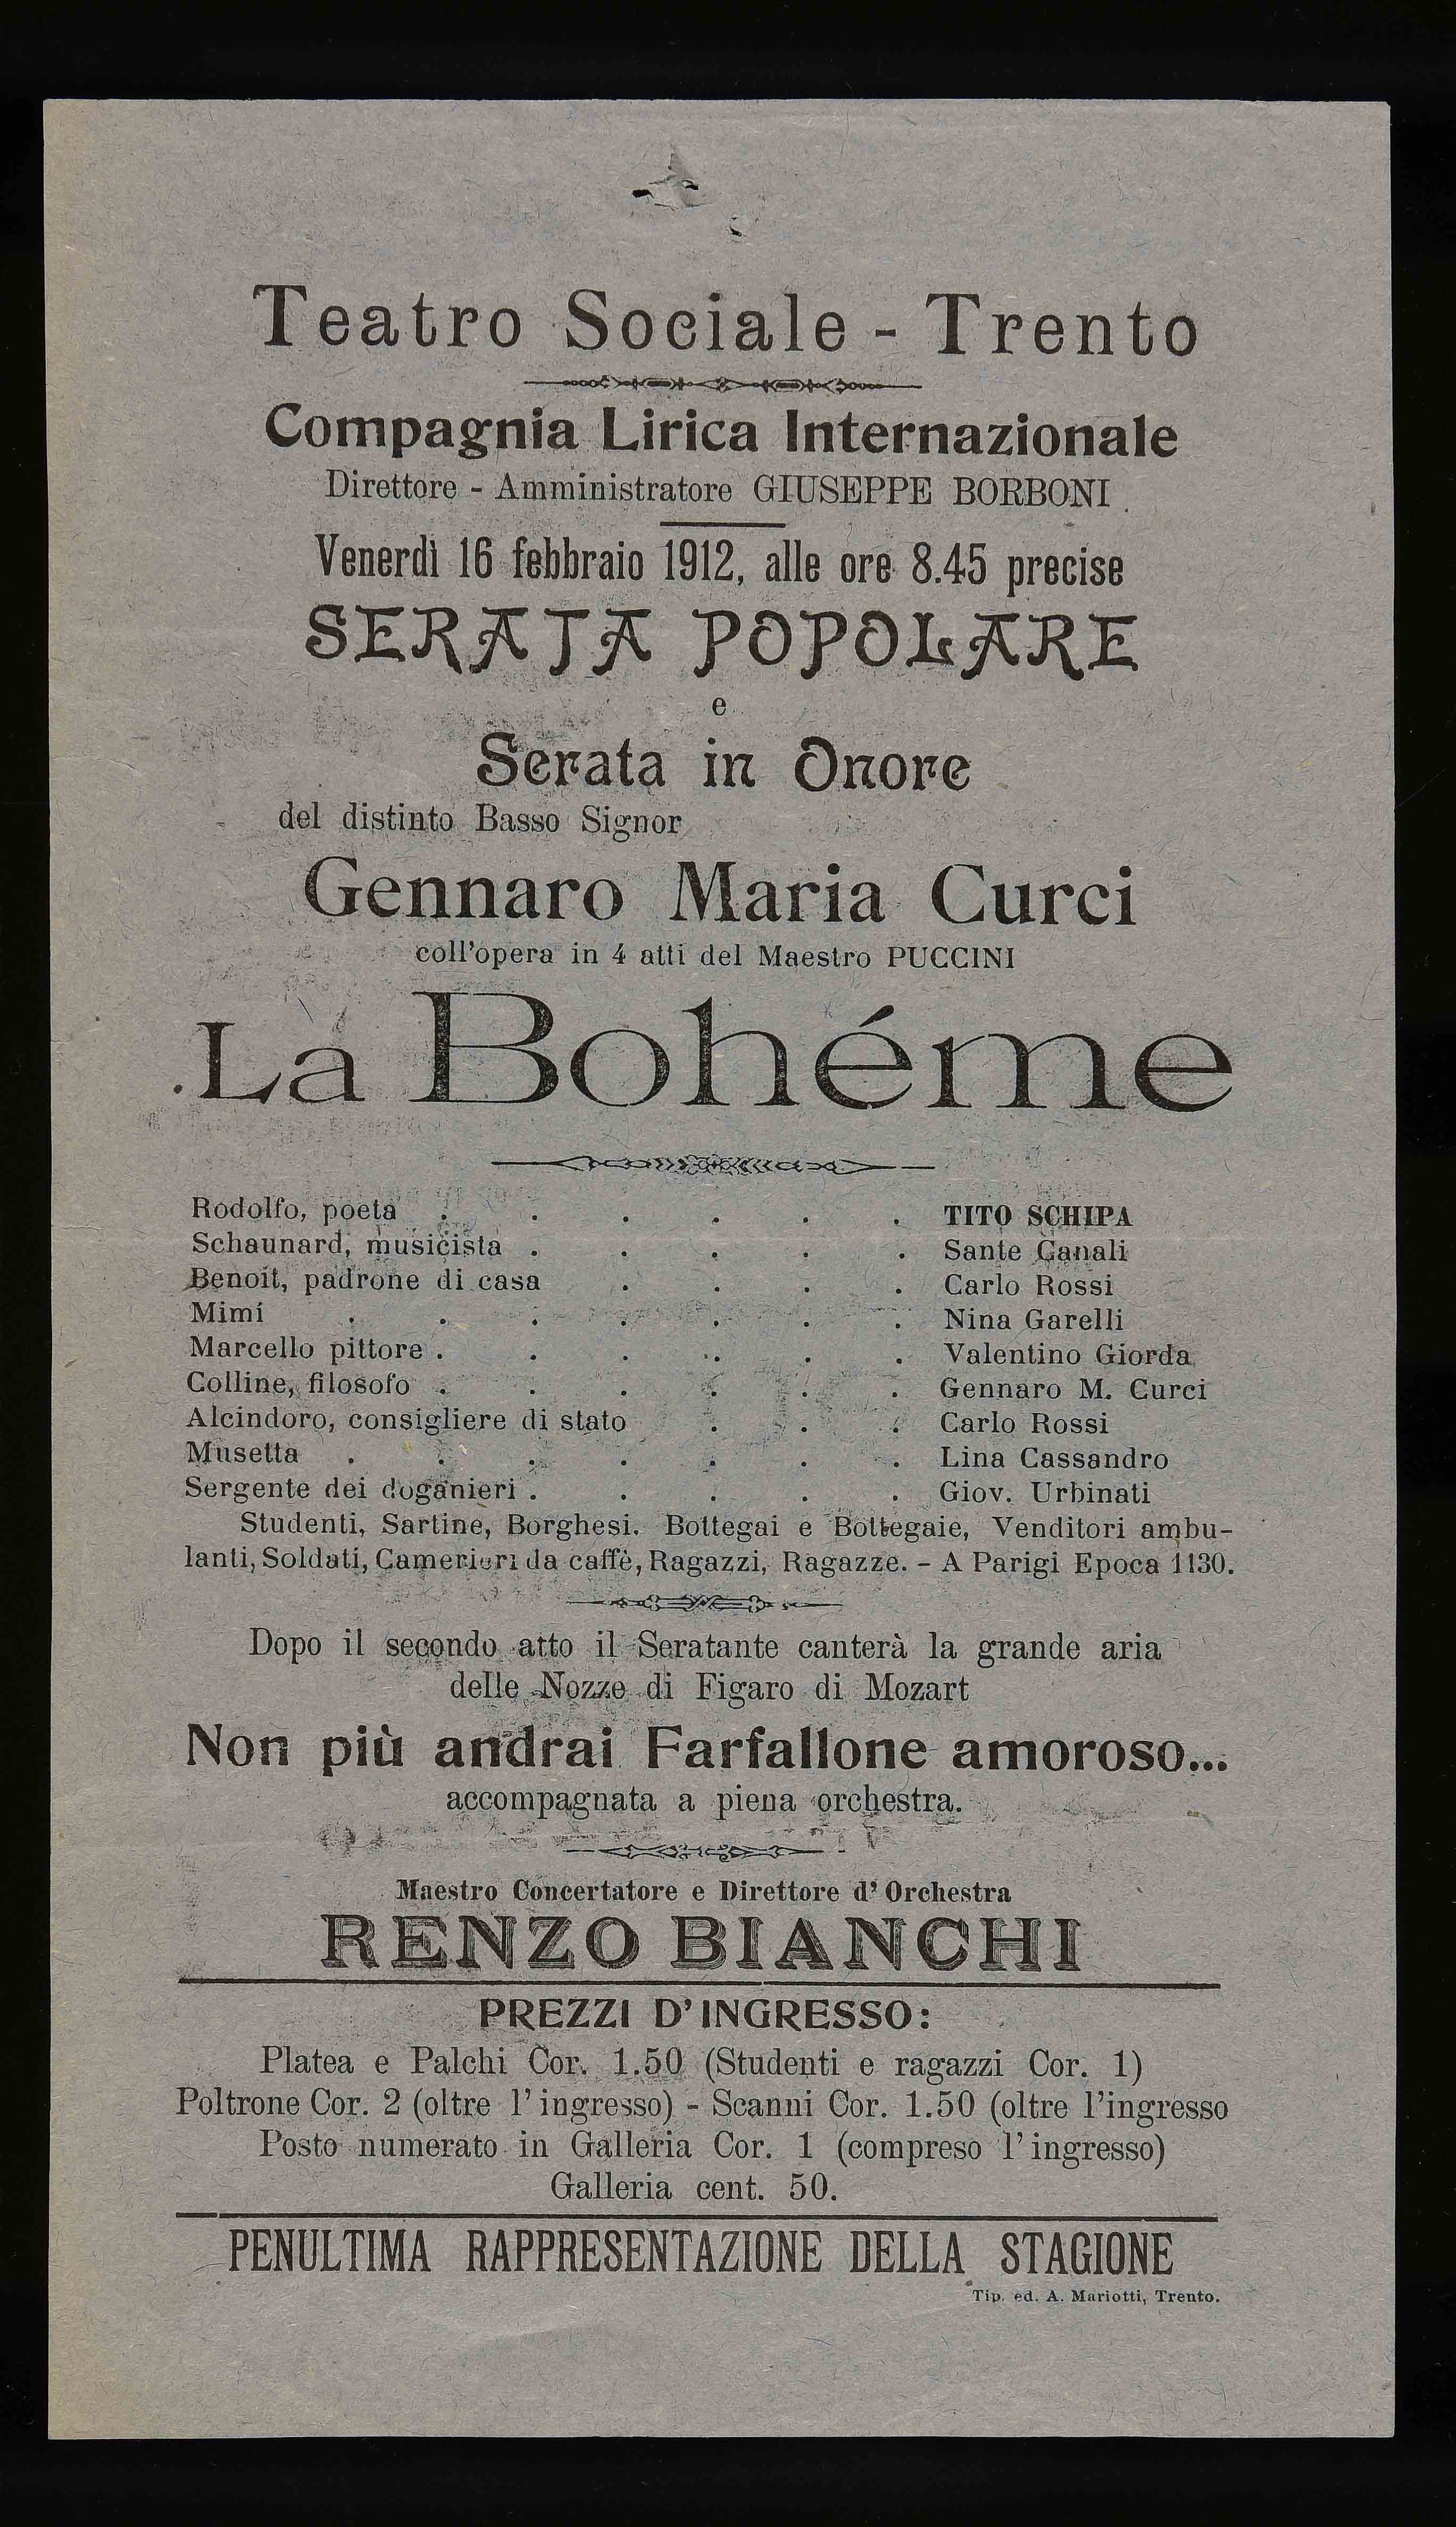 Teatro Sociale - Trento
Compagnia Lirica Internazionale
Direttore - Amministratore GIUSEPPE BORBONI
Venerdì 16 febbraio 1912, alle ore 8.45 precise
SERATA POPOLARE
e
Serata in Onore
del distinto Basso Signor
Gennaro Maria Curci
coll'opera in 4 atti del Maestro PUCCINI
La Bohéme
Rodolfo, poeta . . . . . . TITO SCHIPA
Schaunard, musicista . . . . . Sante Canali
Benoit, padrone di casa . . . . Carlo Rossi
Mimí . . . . . . . Nina Garelli
Marcello pittore . . . . . . Valentino Giorda
Colline, filosofo . . . . . . Gennaro M. Curci
Alcindoro, consigliere di stato . . . Carlo Rossi
Musetta . . . . . . . Lina Cassandro
Sergente dei doganieri . . . . . Giov. Urbinati
Studenti, Sartine, Borghesi. Bottegai e Bottegaie, Venditori ambu-
lanti, Soldati, Camerieri da caffè, Ragazzi, Ragazze. - A Parigi Epoca 1130.
Dopo il secondo atto il Seratante canterà la grande aria
delle Nozze di Figaro di Mozart
Non più andrai Farfallone amoroso...
accompagnata a piena orchestra.
Maestro Concertatore e Direttore d' Orchestra
RENZO BIANCHI
PREZZI D'INGRESSO:
Platea e Palchi Cor. 1.50 (Studenti e ragazzi Cor. 1)
Poltrone Cor. 2 (oltre l' ingresso) - Scanni Cor. 1.50 (oltre l'ingresso
Posto numerato in Galleria Cor. 1 (compreso l' ingresso)
Galleria cent. 50.
PENULTIMA RAPPRESENTAZIONE DELLA STAGIONE
Tip. ed. A. Mariotti, Trento.